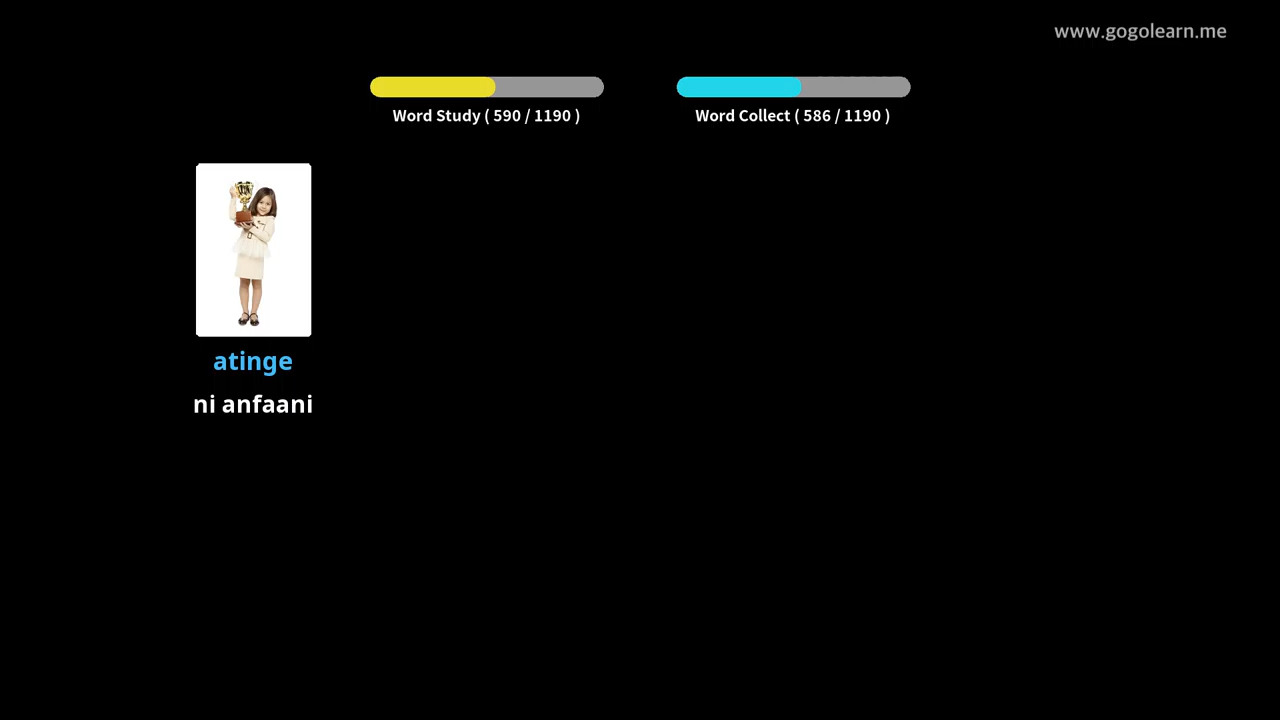 www.gogolearn.me
Word Study ( 590 / 1190 )
Word Collect ( 586 / 1190 )
atinge
ni anfaani